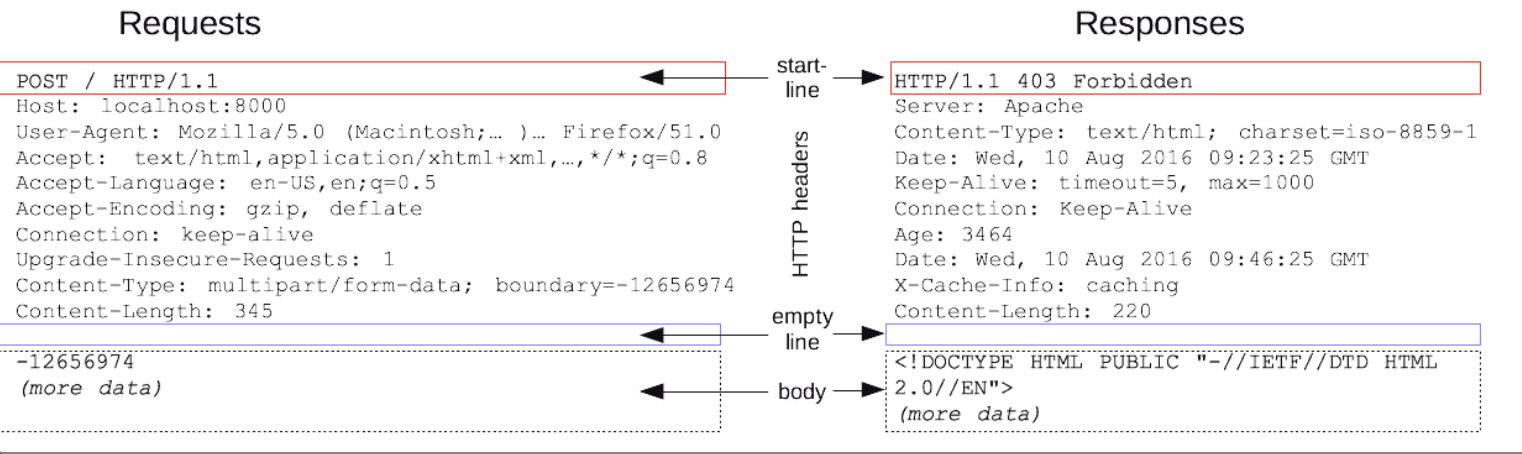 Requests
POST / HTTP/1.1
Host: localhost:8000
User-Agent: Mozilla/5.0 (Macintosh;… )… Firefox/51.0
Accept: text/html,application/xhtml+xml,…,*/*;q=0.8
Accept-Language: en-US,en;q=0.5
Accept-Encoding: gzip, deflate
Connection: keep-alive
Upgrade-Insecure-Requests: 1
Content-Type: multipart/form-data; boundary=-12656974
Content-Length: 345
-12656974
(more data)
start-
line
HTTP headers
empty
line
body
Responses
HTTP/1.1 403 Forbidden
Server: Apache
Content-Type: text/html; charset=iso-8859-1
Date: Wed, 10 Aug 2016 09:23:25 GMT
Keep-Alive: timeout=5, max=1000
Connection: Keep-Alive
Age: 3464
Date: Wed, 10 Aug 2016 09:46:25 GMT
X-Cache-Info: caching
Content-Length: 220
<!DOCTYPE HTML PUBLIC "-//IETF//DTD HTML
2.0//EN">
(more data)